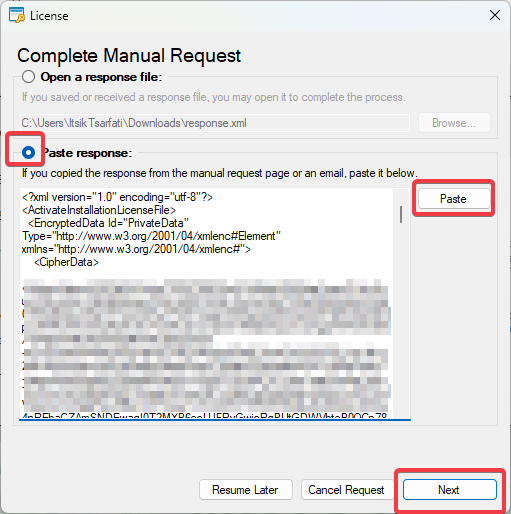 License
Complete Manual Request
Open a response file:
If you saved or received a response file, you may open it to complete the process.
C:\Users\Itsik Tsarfati\Downloads\response.xml
Browse...
Paste response:
If you copied the response from the manual request page or an email, paste it below.
<?xml version="1.0" encoding="utf-8"?>
<ActivateInstallationLicenseFile>
<EncryptedData Id="PrivateData"
Type="http://www.w3.org/2001/04/xmlenc#Element"
xmlns="http://www.w3.org/2001/04/xmlenc#">
<CipherData>
Paste
Resume Later
Cancel Request
Next